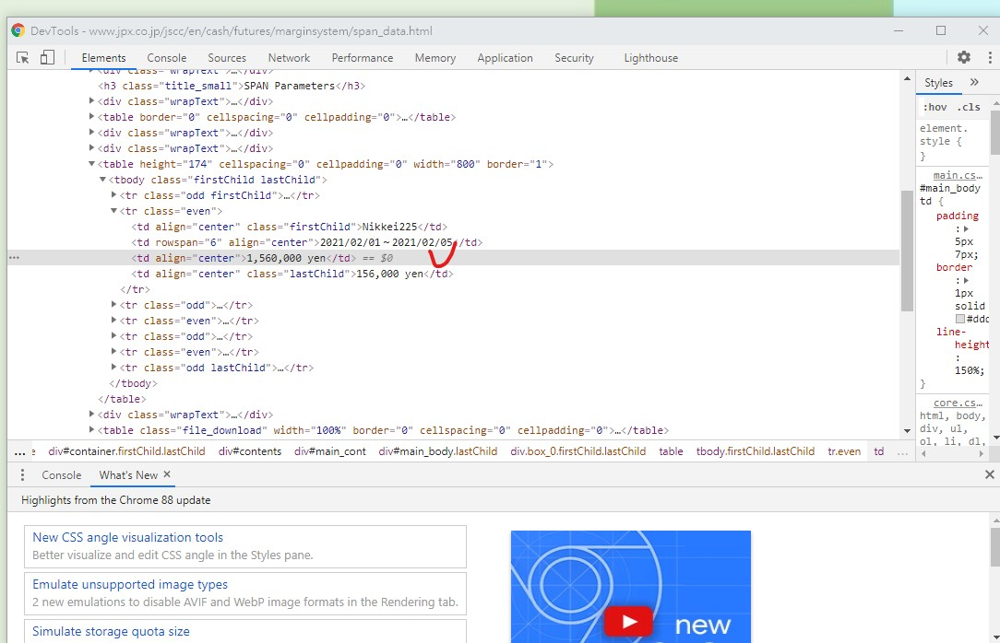 DevTools - www.jpx.co.jp/jscc/en/cash/futures/marginsystem/span_data.html
Elements Console Sources Network Performance Memory Application Security Lighthouse
<div class="wrapText">…</div>
<h3 class="title_small">SPAN Parameters</h3>
<div class="wrapText">…</div>
<table border="0" cellspacing="0" cellpadding="0">…</table>
<div class="wrapText">…</div>
<div class="wrapText">…</div>
<table height="174" cellspacing="0" cellpadding="0" width="800" border="1">
<tbody class="firstChild lastChild">
<tr class="odd firstChild">…</tr>
<tr class="even">
<td align="center" class="firstChild">Nikkei225</td>
<td rowspan="6" align="center">2021/02/01～2021/02/05</td>
<td align="center">1,560,000 yen</td> == $0
<td align="center" class="lastChild">156,000 yen</td>
</tr>
<tr class="odd">…</tr>
<tr class="even">…</tr>
<tr class="odd">…</tr>
<tr class="even">…</tr>
<tr class="odd lastChild">…</tr>
</tbody>
</table>
<div class="wrapText">…</div>
<table class="file_download" width="100%" border="0" cellspacing="0" cellpadding="0">…</table>
... e div#container.firstChild.lastChild div#contents div#main_cont div#main_body.lastChild div.box_0.firstChild.lastChild table tbody.firstChild.lastChild tr.even td ...
Styles »
:hov .cls
element.
style {
}
main.cs…
#main_body
td {
padding
:
5px
7px;
border
:
1px
solid
#ddd
line-
height
:
150%;
}
core.cs…
html, body,
div, ul,
ol, li, dl,
Console What's New ×
Highlights from the Chrome 88 update
New CSS angle visualization tools
Better visualize and edit CSS angle in the Styles pane.
Emulate unsupported image types
2 new emulations to disable AVIF and WebP image formats in the Rendering tab.
Simulate storage quota size
new